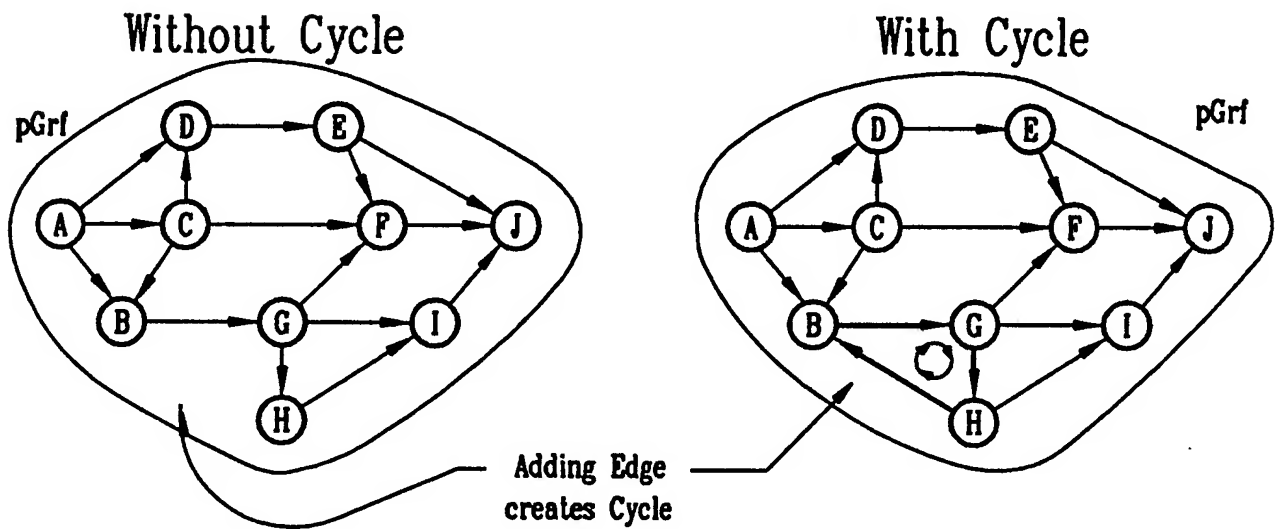 Without Cycle
With Cycle
pGrf
pGrf
D
E
D
E
A
C
F
J
A
C
F
J
B
G
I
B
G
I
H
H
Adding Edge
creates Cycle